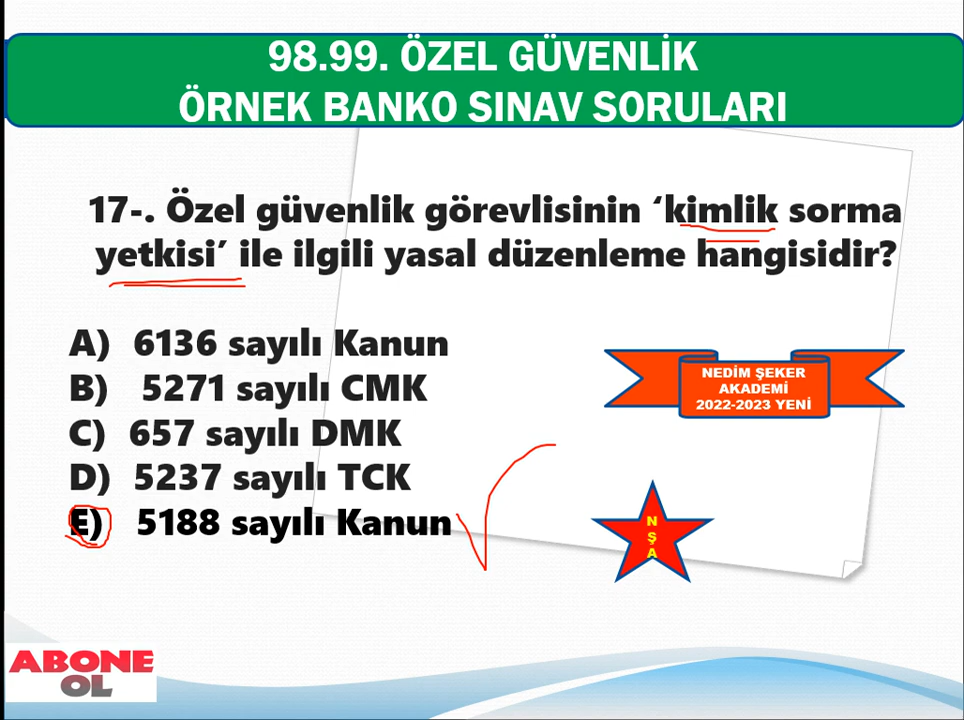 98.99. ÖZEL GÜVENLİK
ÖRNEK BANKO SINAV SORULARI
17-. Özel güvenlik görevlisinin ‘kimlik sorma
yetkisi’ ile ilgili yasal düzenleme hangisidir?
A) 6136 sayılı Kanun
B) 5271 sayılı CMK
C) 657 sayılı DMK
D) 5237 sayılı TCK
E) 5188 sayılı Kanun
NEDİM ŞEKER
AKADEMİ
2022-2023 YENİ
N
Ş
A
ABONE
OL